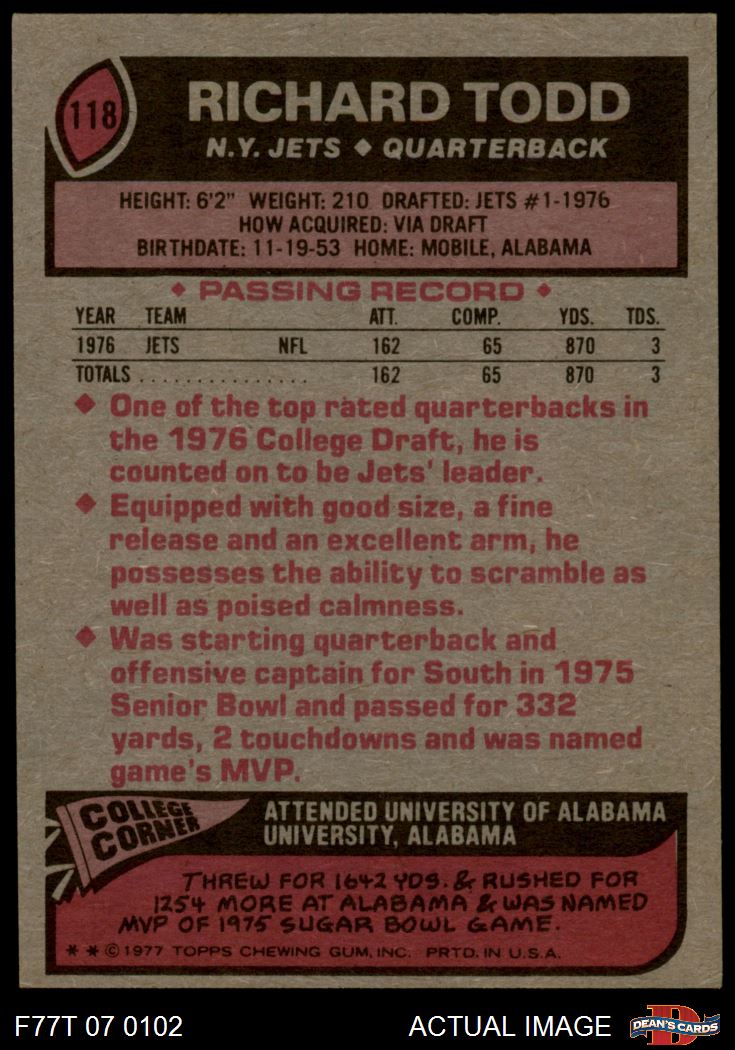 118
RICHARD TODD
N.Y. JETS ♦ QUARTERBACK
HEIGHT: 6'2" WEIGHT: 210 DRAFTED: JETS #1-1976
HOW ACQUIRED: VIA DRAFT
BIRTHDATE: 11-19-53 HOME: MOBILE, ALABAMA
♦ PASSING RECORD ♦
YEAR TEAM ATT. COMP. YDS. TDS.
1976 JETS NFL 162 65 870 3
TOTALS ................ 162 65 870 3
♦ One of the top rated quarterbacks in
the 1976 College Draft, he is
counted on to be Jets' leader.
♦ Equipped with good size, a fine
release and an excellent arm, he
possesses the ability to scramble as
well as poised calmness.
♦ Was starting quarterback and
offensive captain for South in 1975
Senior Bowl and passed for 332
yards, 2 touchdowns and was named
game's MVP.
COLLEGE
CORNER
ATTENDED UNIVERSITY OF ALABAMA
UNIVERSITY, ALABAMA
THREW FOR 1642 YDS. & RUSHED FOR
1254 MORE AT ALABAMA & WAS NAMED
MVP OF 1975 SUGAR BOWL GAME.
* * © 1977 TOPPS CHEWING GUM, INC. PRTD. IN U.S.A.
F77T 07 0102 ACTUAL IMAGE
D
DEAN'S CARDS